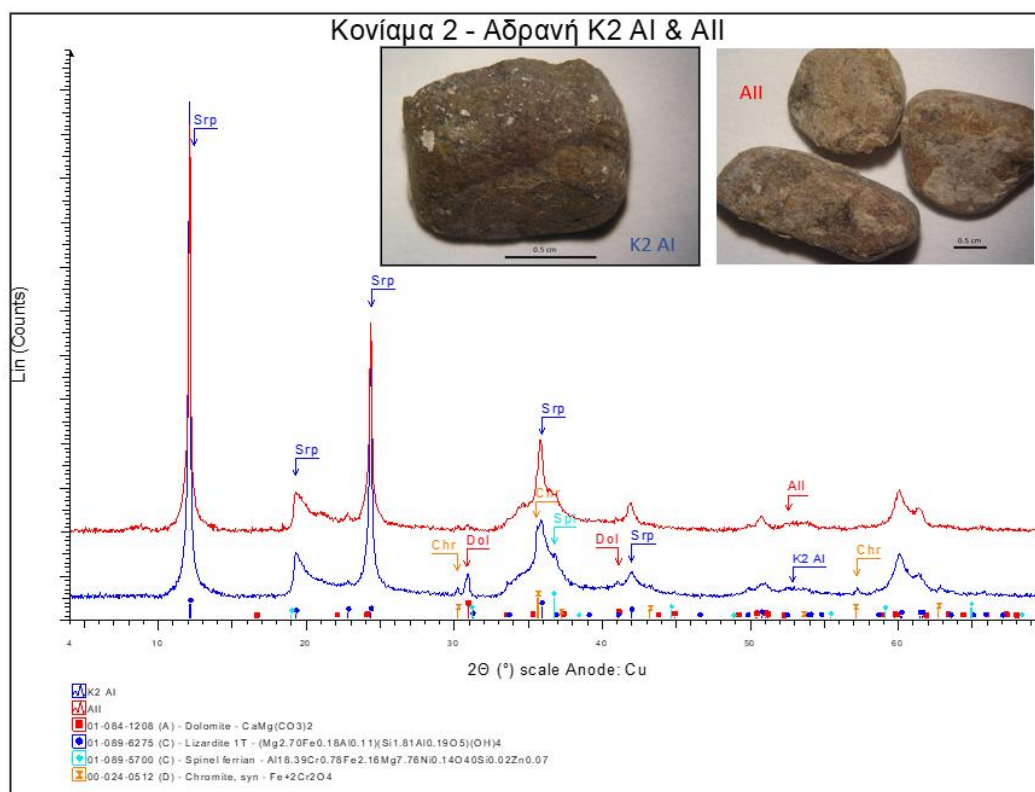 Κονίαμα 2 - Αδρανή Κ2 ΑΙ & ΑΙΙ
K2 AI
0.5 cm
AII
0.5 cm
Lin (Counts)
Srp
Srp
Srp
Srp
Chr
Spl
Chr
Dol
Dol
Srp
AII
K2 AI
Chr
4
10
20
30
40
50
60
2Θ (°) scale Anode: Cu
K2 AI
AII
01-084-1208 (A) - Dolomite - CaMg(CO3)2
01-089-6275 (C) - Lizardite 1T - (Mg2.70Fe0.18Al0.11)(Si1.81Al0.19O5)(OH)4
01-089-5700 (C) - Spinel ferrian - Al18.39Cr0.78Fe2.16Mg7.76Ni0.14O40Si0.02Zn0.07
00-024-0512 (D) - Chromite, syn - Fe+2Cr2O4